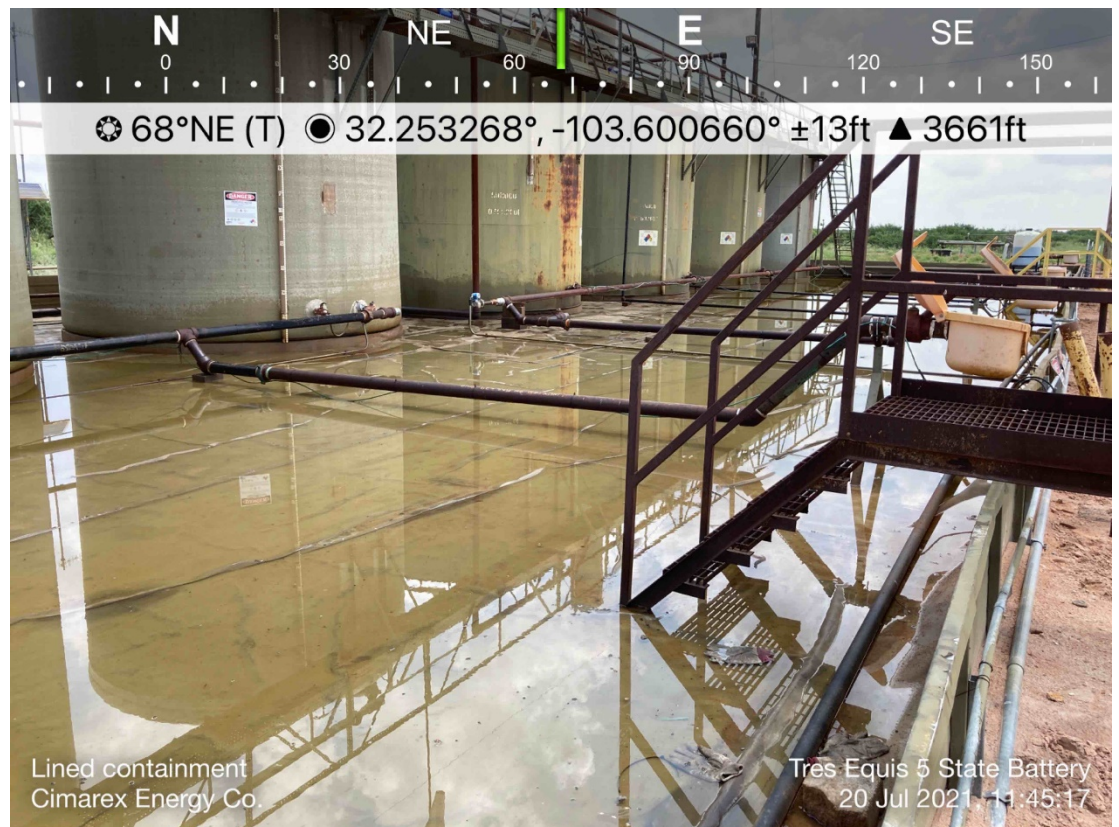 N NE E SE
0 30 60 90 120 150
68°NE (T) 32.253268°, -103.600660° ±13ft ▲ 3661ft
DANGER
Lined containment
Cimarex Energy Co.
Tres Equis 5 State Battery
20 Jul 2021, 11:45:17